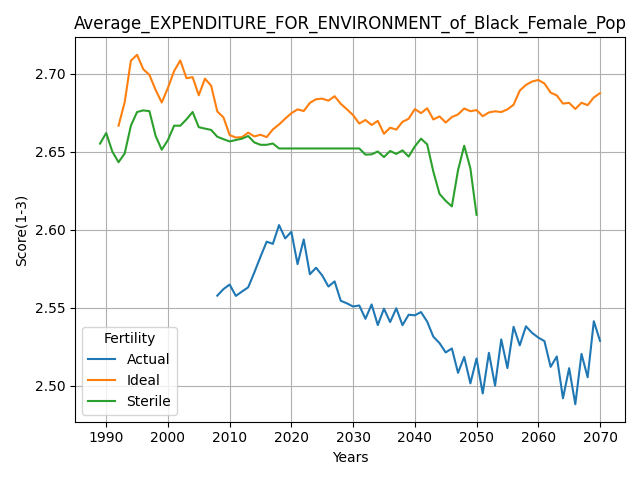 Average_EXPENDITURE_FOR_ENVIRONMENT_of_Black_Female_Pop
2.70
2.65
2.60
2.55
2.50
Score(1-3)
Fertility
Actual
Ideal
Sterile
1990 2000 2010 2020 2030 2040 2050 2060 2070
Years